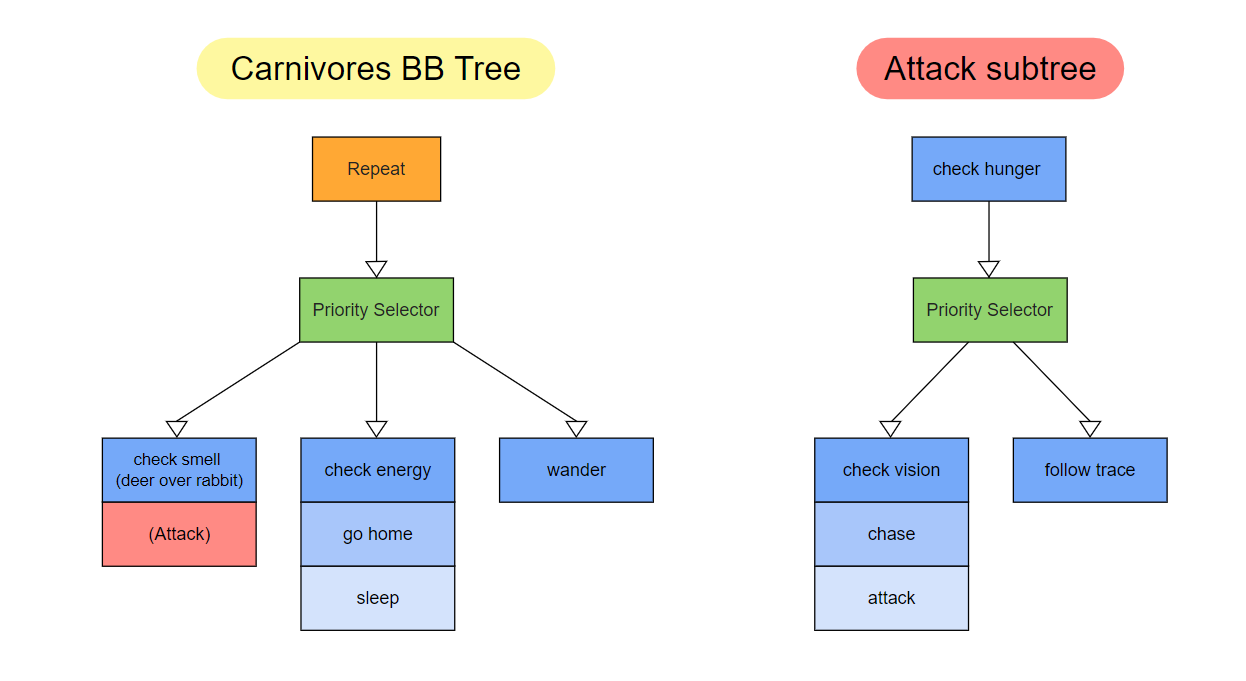 Carnivores BB Tree
Repeat
Priority Selector
check smell
(deer over rabbit)
(Attack)
check energy
go home
sleep
wander
Attack subtree
check hunger
Priority Selector
check vision
chase
attack
follow trace